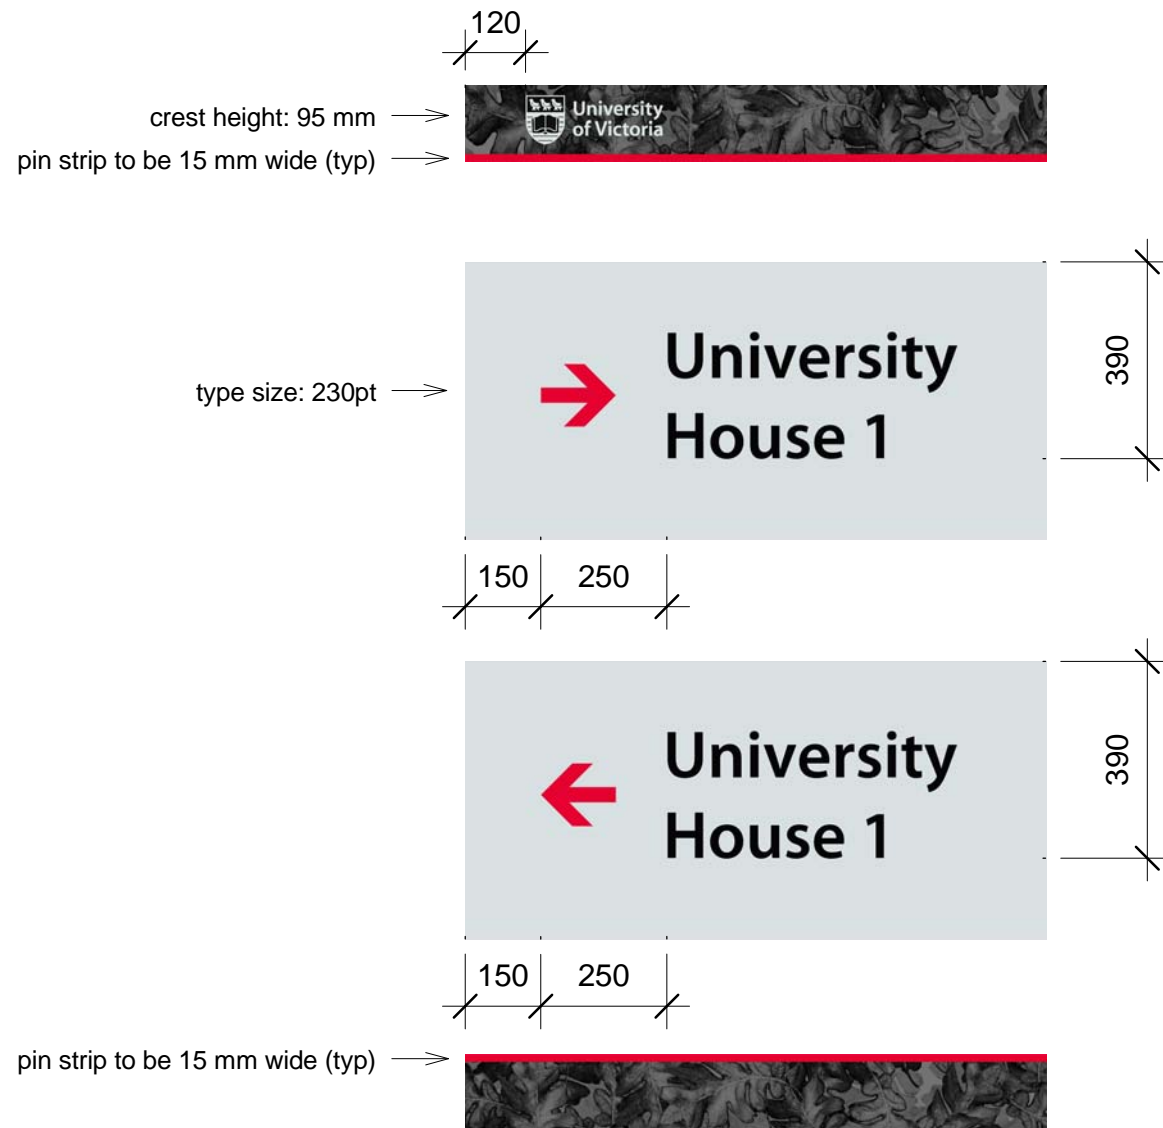 120
University
of Victoria
crest height: 95 mm
pin strip to be 15 mm wide (typ)
University
House 1
390
type size: 230pt
150
250
University
House 1
390
150
250
pin strip to be 15 mm wide (typ)